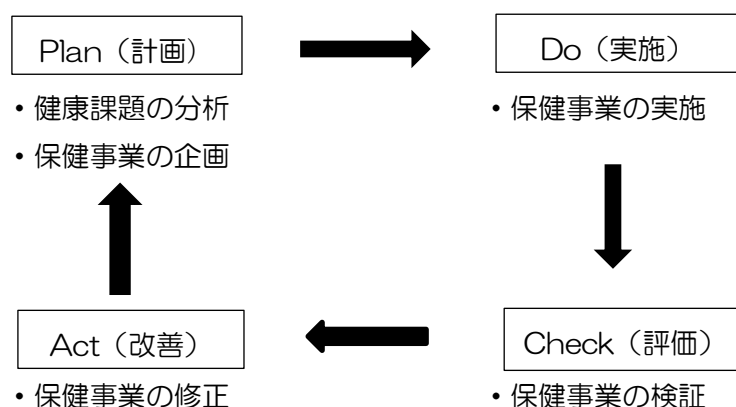 Plan（計画）
・健康課題の分析
・保健事業の企画
Do（実施）
・保健事業の実施
Check（評価）
・保健事業の検証
Act（改善）
・保健事業の修正